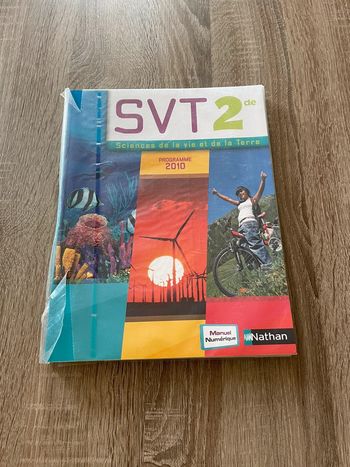 SVT 2de
Sciences de la vie et de la Terre
PROGRAMME
2010
Manuel
Numérique
Nathan